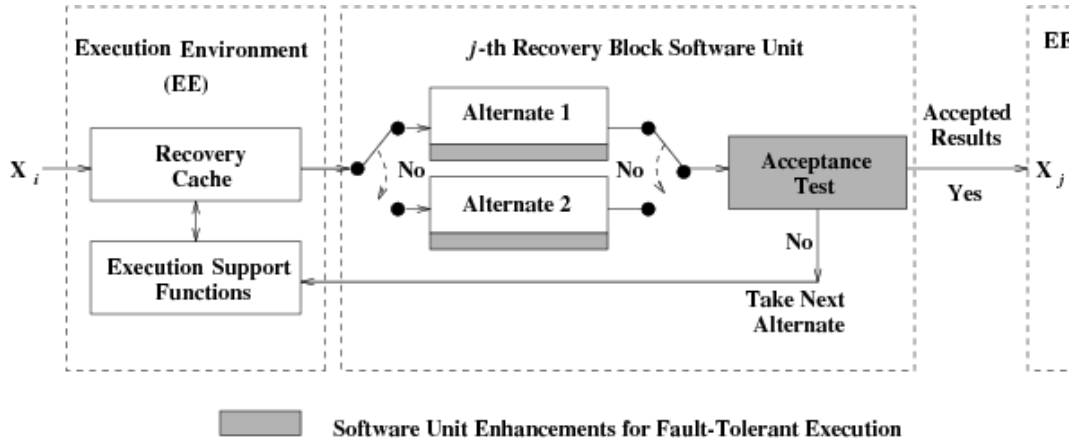 Execution Environment
(EE)
j-th Recovery Block Software Unit
EE
X i
Recovery
Cache
No
Alternate 1
Alternate 2
No
Acceptance
Test
Accepted
Results
Yes
X j
Execution Support
Functions
No
Take Next
Alternate
Software Unit Enhancements for Fault-Tolerant Execution